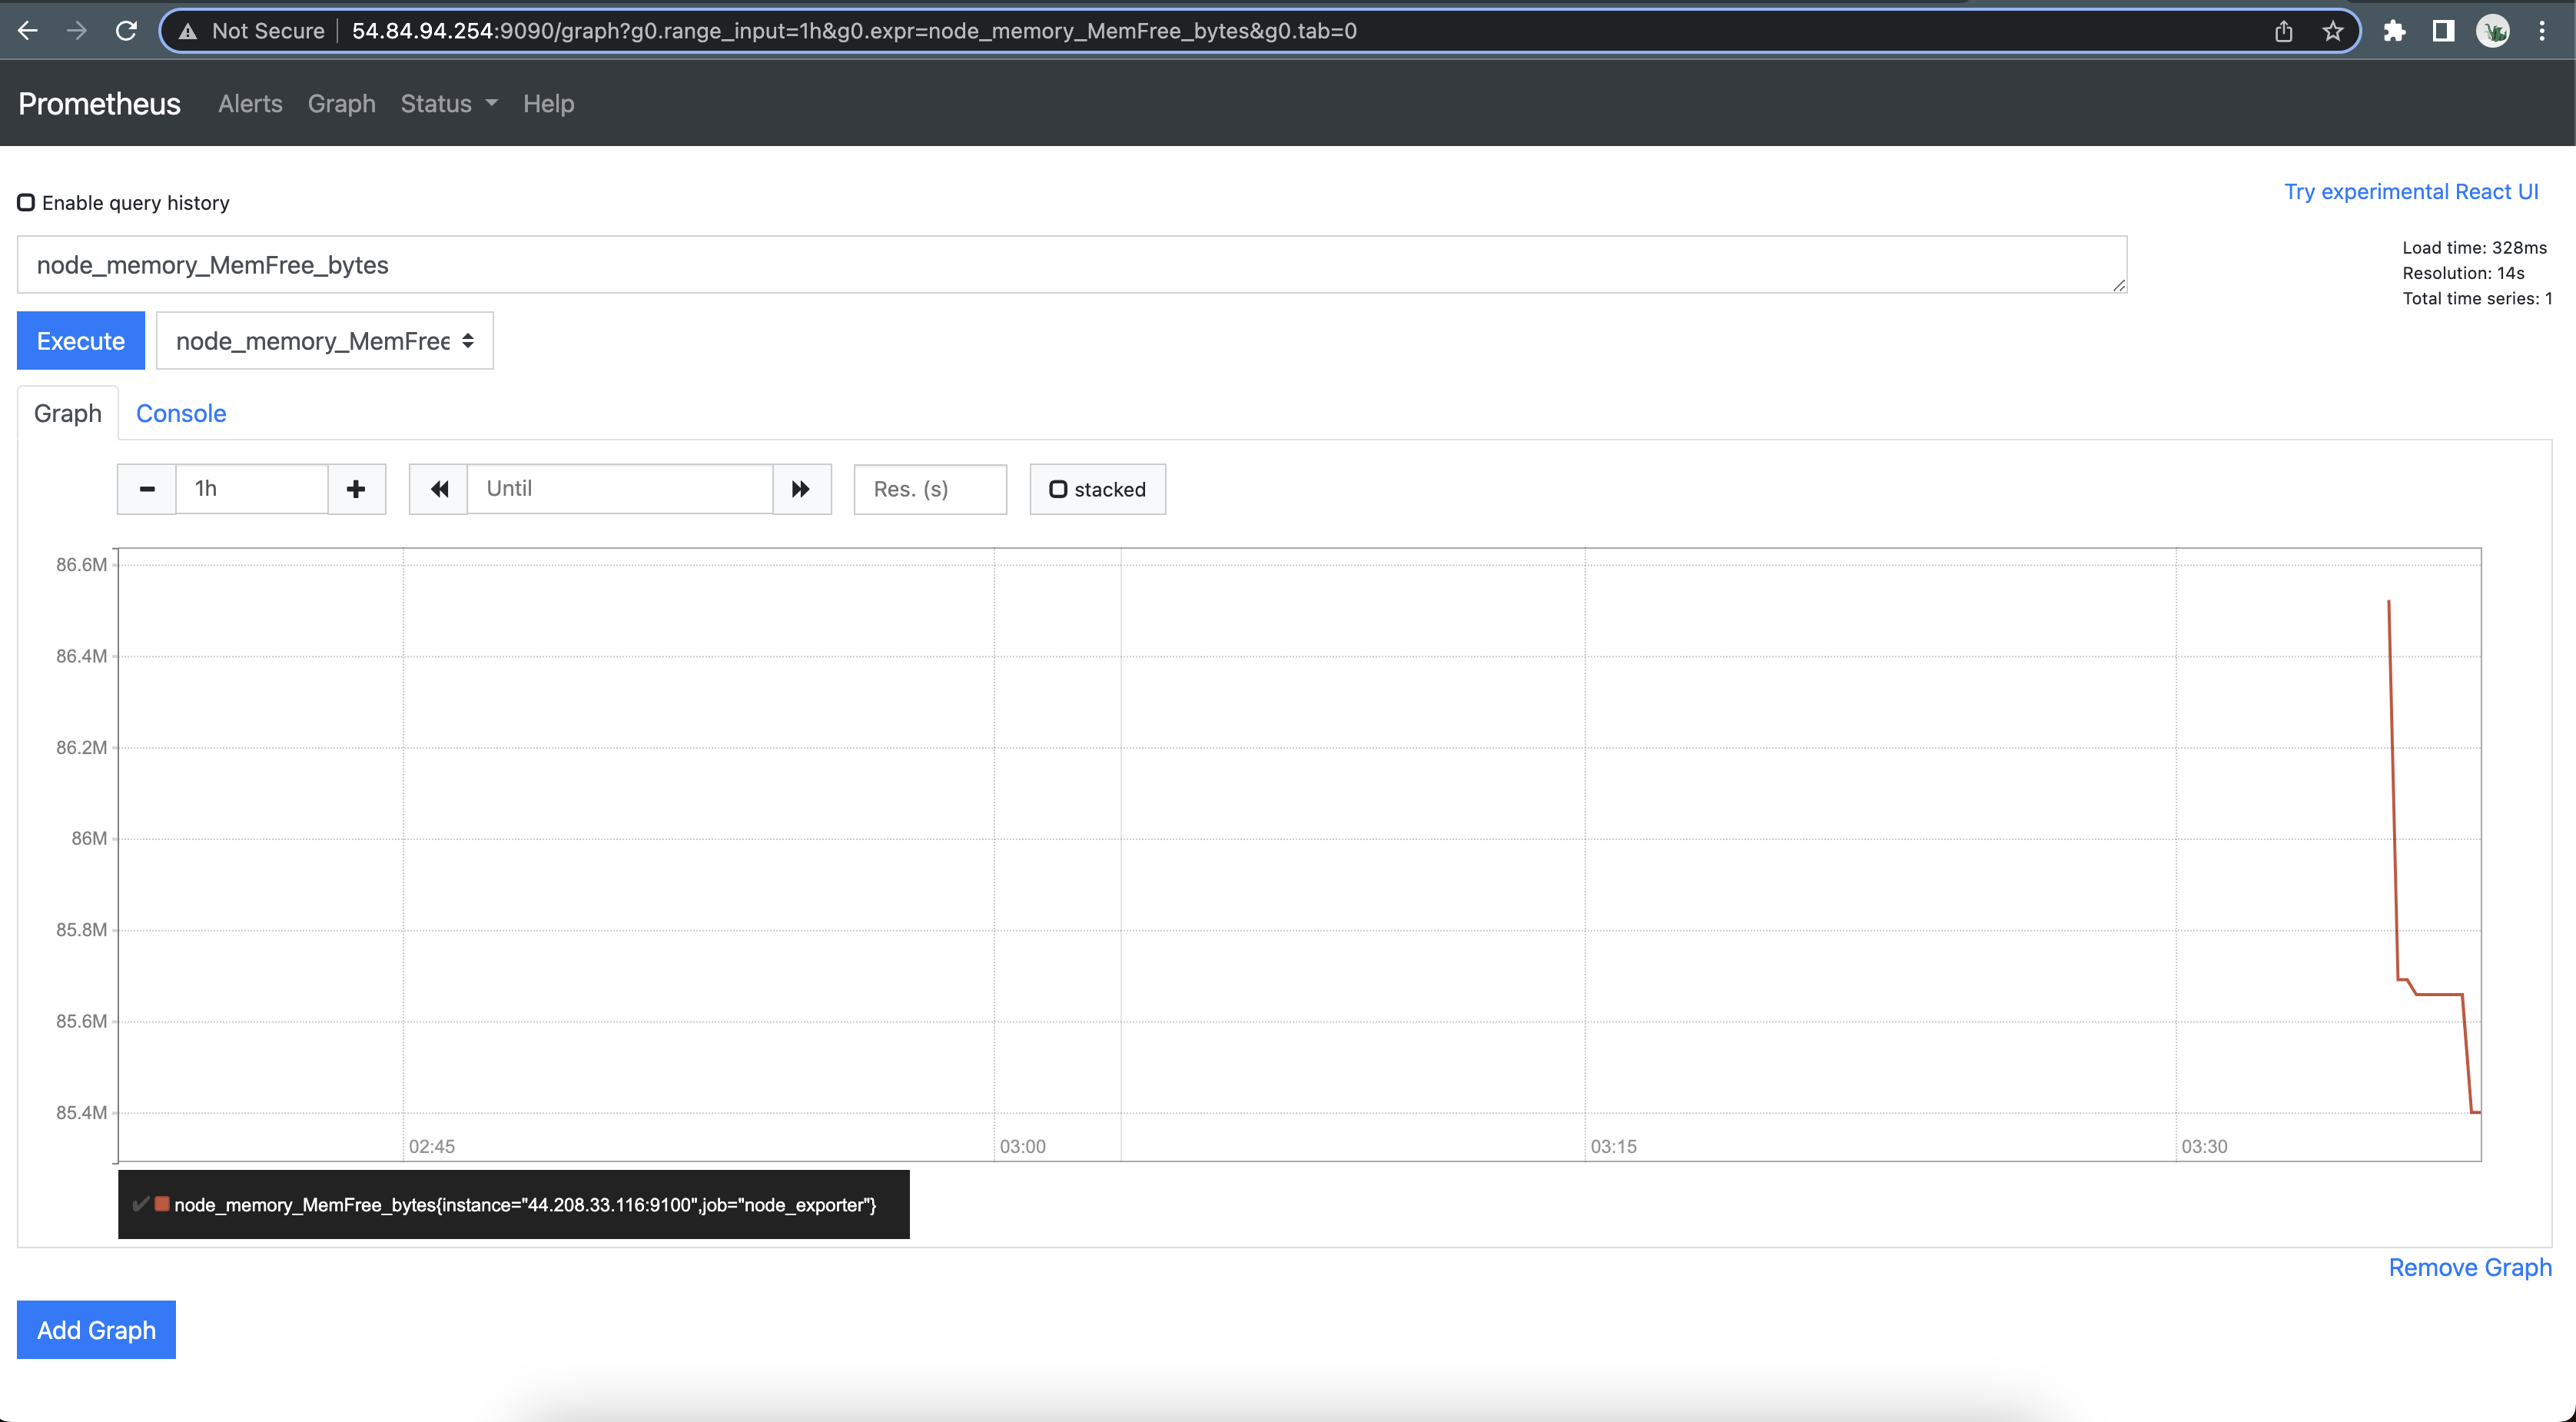 Not Secure 54.84.94.254:9090/graph?g0.range_input=1h&g0.expr=node_memory_MemFree_bytes&g0.tab=0
Prometheus Alerts Graph Status Help
Enable query history
Try experimental React UI
node_memory_MemFree_bytes
Load time: 328ms
Resolution: 14s
Total time series: 1
Execute node_memory_MemFree
Graph Console
1h Until Res. (s) stacked
86.6M
86.4M
86.2M
86M
85.8M
85.6M
85.4M
02:45 03:00 03:15 03:30
node_memory_MemFree_bytes{instance="44.208.33.116:9100",job="node_exporter"}
Remove Graph
Add Graph